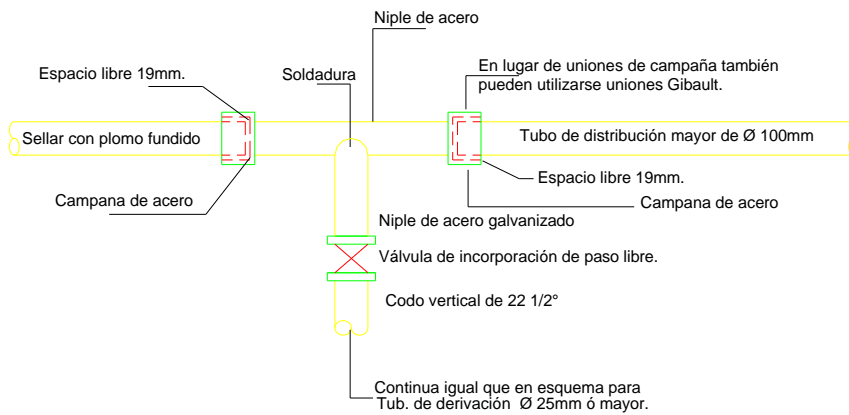 Niple de acero
Espacio libre 19mm.
Soldadura
En lugar de uniones de campaña también
pueden utilizarse uniones Gibault.
Sellar con plomo fundido
Tubo de distribución mayor de Ø 100mm
Espacio libre 19mm.
Campana de acero
Campana de acero
Niple de acero galvanizado
Válvula de incorporación de paso libre.
Codo vertical de 22 1/2°
Continua igual que en esquema para
Tub. de derivación Ø 25mm ó mayor.